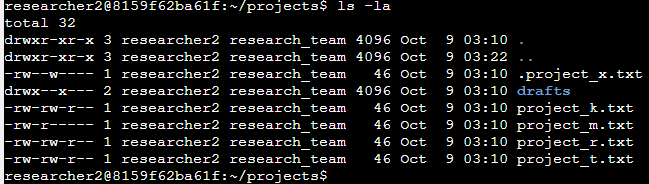 researcher2@8159f62ba61f:~/projects$ ls -la
total 32
drwxr-xr-x 3 researcher2 research_team 4096 Oct  9 03:10 .
drwxr-xr-x 3 researcher2 research_team 4096 Oct  9 03:22 ..
-rw--w---- 1 researcher2 research_team   46 Oct  9 03:10 .project_x.txt
drwx--x--- 2 researcher2 research_team 4096 Oct  9 03:10 drafts
-rw-rw-r-- 1 researcher2 research_team   46 Oct  9 03:10 project_k.txt
-rw-r----- 1 researcher2 research_team   46 Oct  9 03:10 project_m.txt
-rw-rw-r-- 1 researcher2 research_team   46 Oct  9 03:10 project_r.txt
-rw-rw-r-- 1 researcher2 research_team   46 Oct  9 03:10 project_t.txt
researcher2@8159f62ba61f:~/projects$